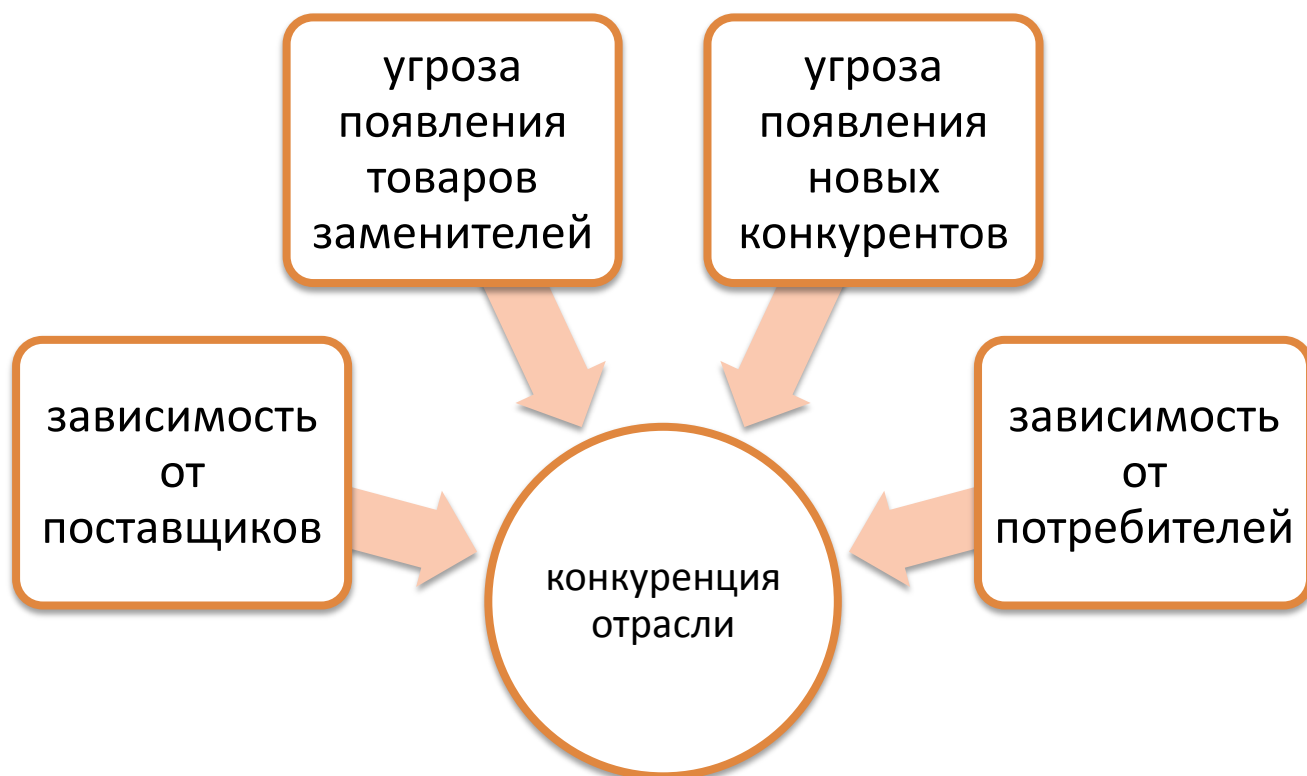 угроза
появления
товаров
заменителей
угроза
появления
новых
конкурентов
зависимость
от
поставщиков
зависимость
от
потребителей
конкуренция
отрасли